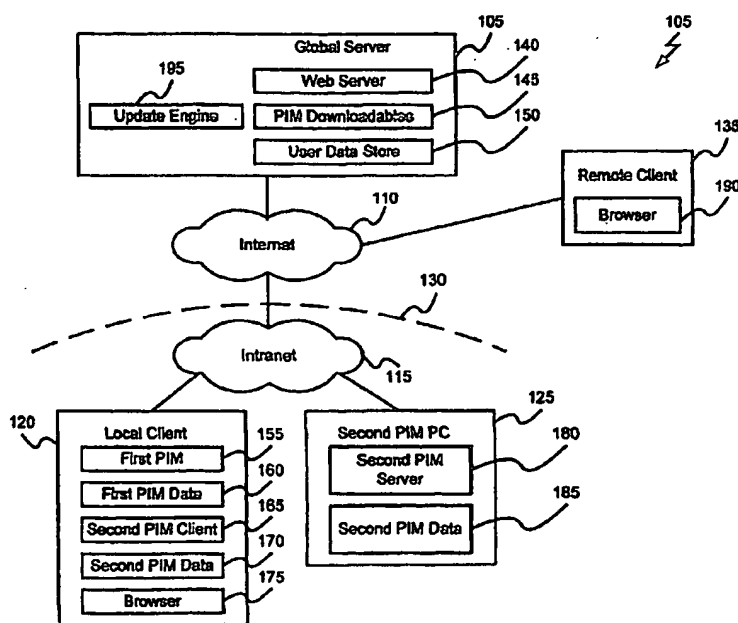 Global Server
105
105
140
Web Server
195
145
Update Engine
PIM Downloadables
150
User Data Store
138
Remote Client
110
190
Browser
Internet
130
Intranet
115
125
120
Local Client
155
Second PIM PC
180
First PIM
160
Second PIM
Server
First PIM Data
165
185
Second PIM Client
170
Second PIM Data
Second PIM Data
175
Browser